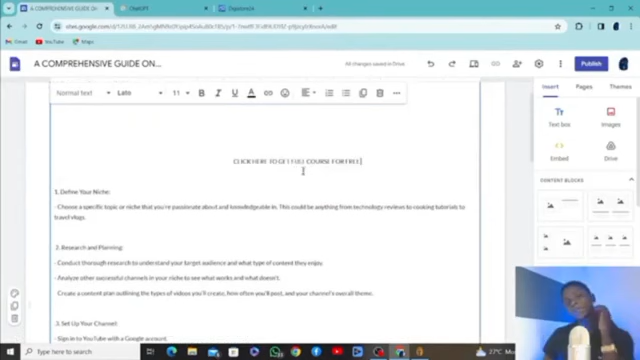 A COMPREHENSIVE GUIDE ON...
ChatGPT
Gmail
YouTube
Maps
A COMPREHENSIVE GUIDE ON...
All changes saved in Drive
Publish
Normal text
Lato
11
B I U A
Insert
Pages
Themes
Text box
Images
Embed
Drive
CONTENT BLOCKS
CLICK HERE TO GET FULL COURSE FOR FREE
1. Define Your Niche:
- Choose a specific topic or niche that you're passionate about and knowledgeable in. This could be anything from technology reviews to cooking tutorials to
travel vlogs.
2. Research and Planning:
- Conduct thorough research to understand your target audience and what type of content they enjoy.
- Analyze other successful channels in your niche to see what works and what doesn't.
- Create a content plan outlining the types of videos you'll create, how often you'll post, and your channel's overall theme.
3. Set Up Your Channel:
- Sign in to YouTube with a Google account.
Type here to search
27°C